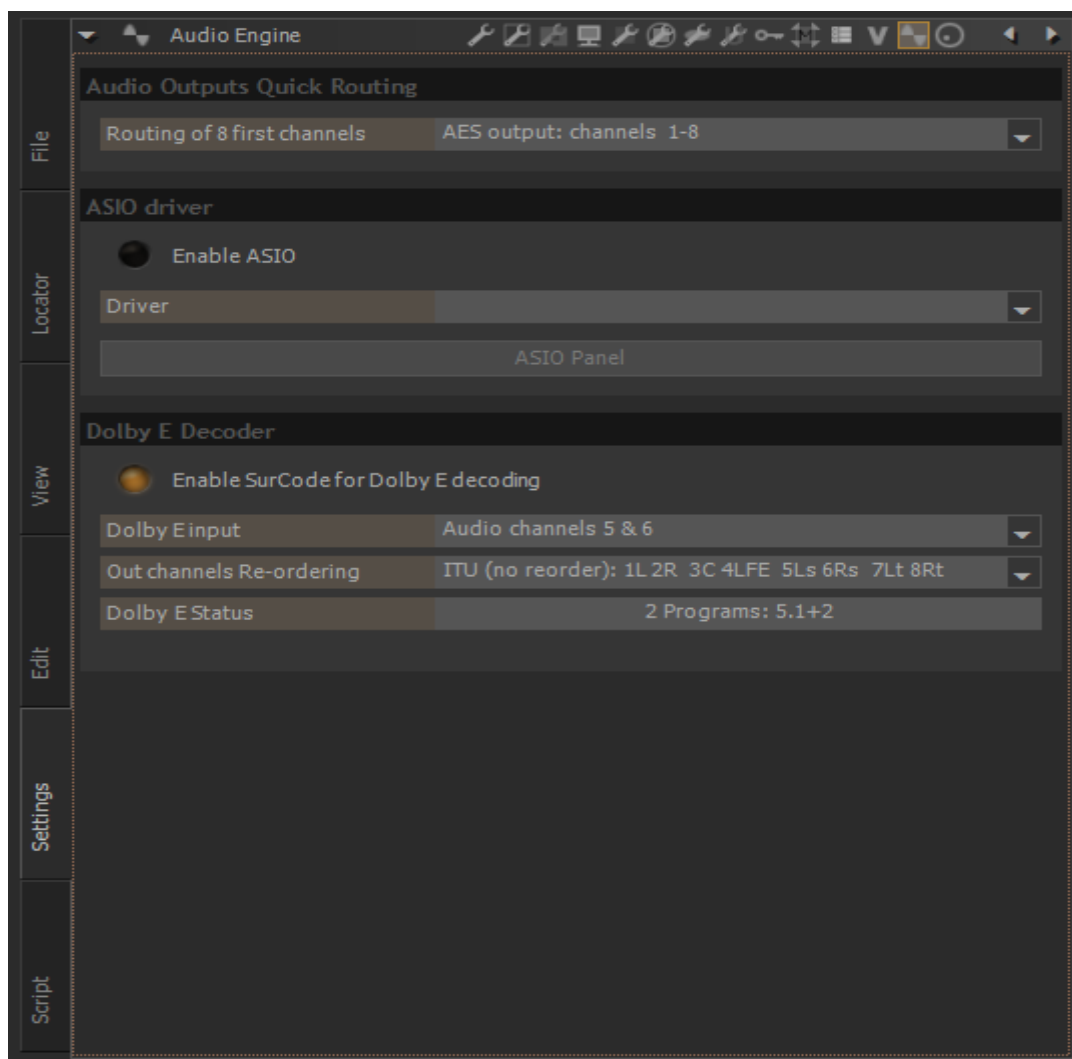 Audio Engine
V
Audio Outputs Quick Routing
Routing of 8 first channels AES output: channels 1-8
ASIO driver
Enable ASIO
Driver
ASIO Panel
Dolby E Decoder
Enable SurCode for Dolby E decoding
Dolby E input Audio channels 5 & 6
Out channels Re-ordering ITU (no reorder): 1L 2R 3C 4LFE 5Ls 6Rs 7Lt 8Rt
Dolby E Status 2 Programs: 5.1+2
File
Locator
View
Edit
Settings
Script